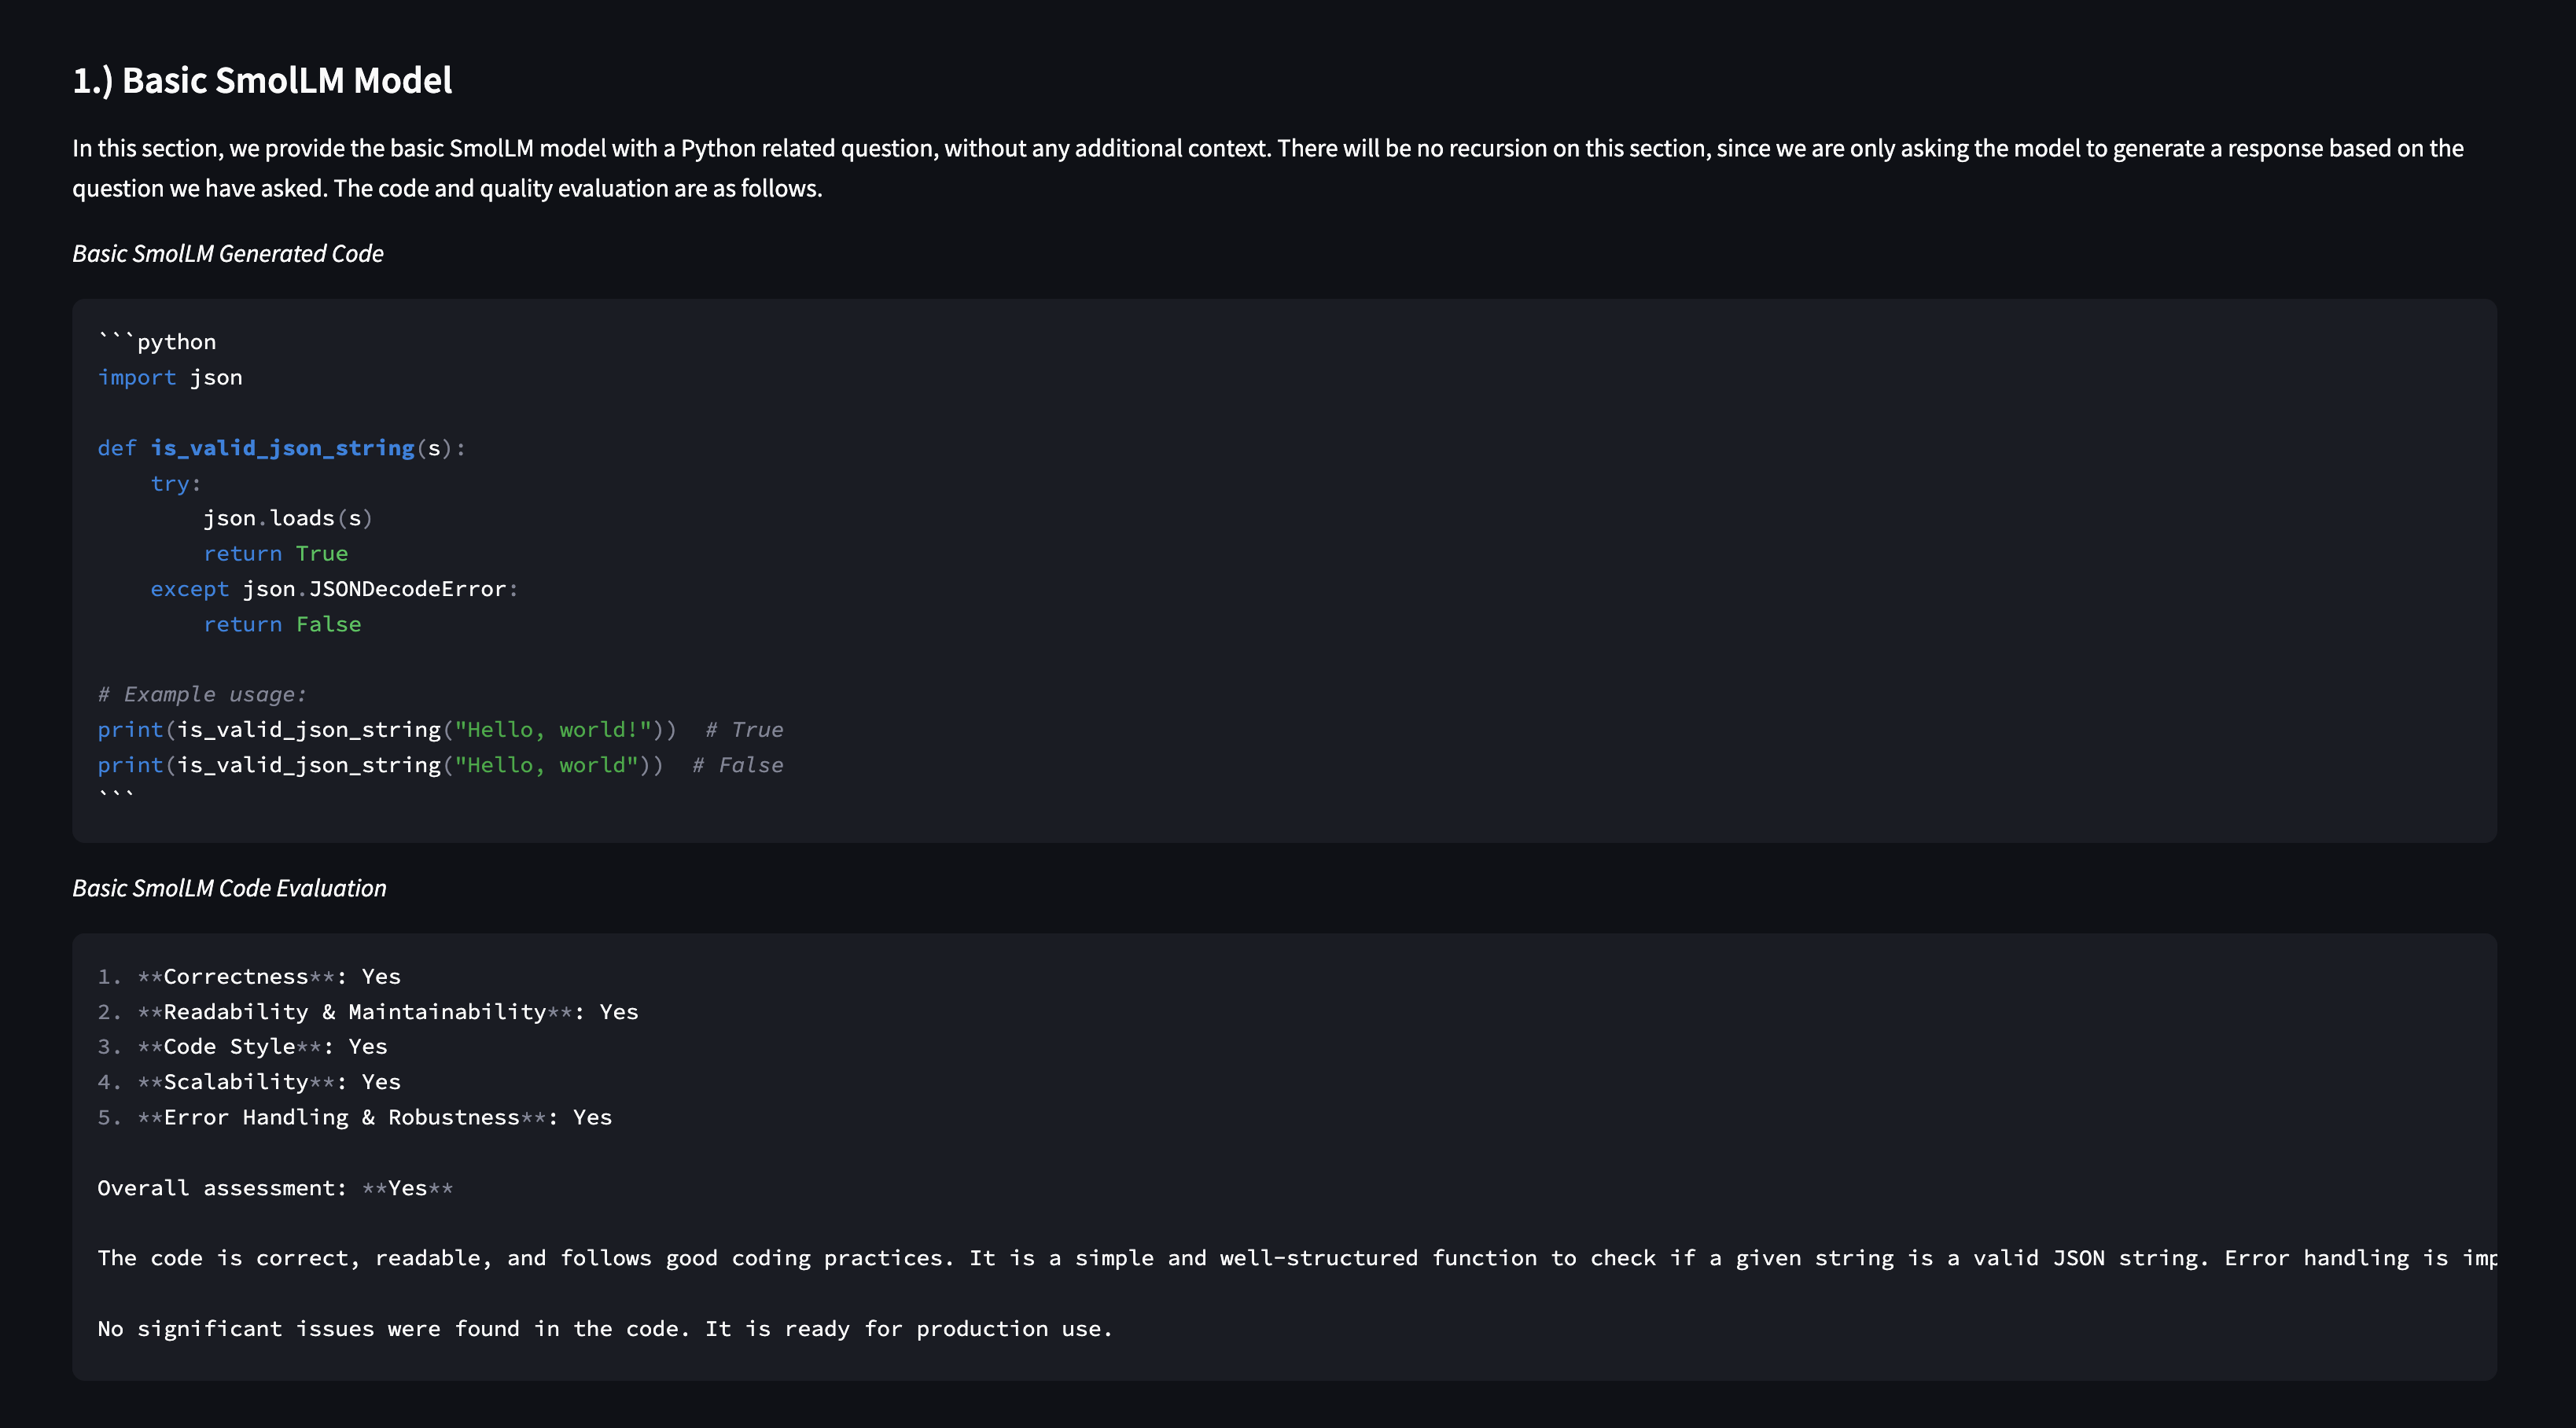 1.) Basic SmolLM Model
In this section, we provide the basic SmolLM model with a Python related question, without any additional context. There will be no recursion on this section, since we are only asking the model to generate a response based on the
question we have asked. The code and quality evaluation are as follows.
Basic SmolLM Generated Code
```python
import json
def is_valid_json_string(s):
    try:
        json.loads(s)
        return True
    except json.JSONDecodeError:
        return False
# Example usage:
print(is_valid_json_string("Hello, world!"))  # True
print(is_valid_json_string("Hello, world"))  # False
```
Basic SmolLM Code Evaluation
1. **Correctness**: Yes
2. **Readability & Maintainability**: Yes
3. **Code Style**: Yes
4. **Scalability**: Yes
5. **Error Handling & Robustness**: Yes
Overall assessment: **Yes**
The code is correct, readable, and follows good coding practices. It is a simple and well-structured function to check if a given string is a valid JSON string. Error handling is imp
No significant issues were found in the code. It is ready for production use.